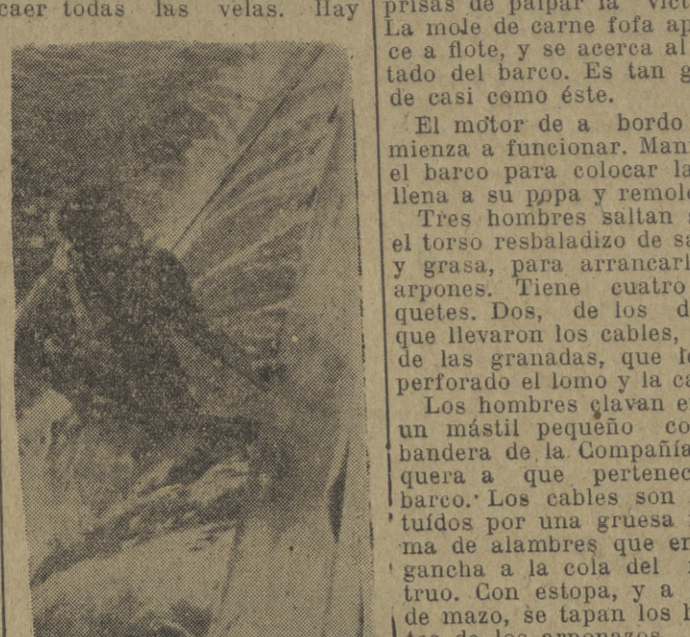 caer todas las velas. Hay
prisas de palpar la
La mole de carne fofa ap
ce a flote, y se acerca al
tado del barco. Es tan g
de casi como éste.
El motor de a bordo
mienza a funcionar. Man
el barco para colocar la
llena a su popa y remol
Tres hombres saltan
el torso resbaladizo de sa
y grasa, para arrancarl
arpones. Tiene cuatro
quetes. Dos, de los d
que llevaron los cables,
de las granadas, que
perforado el lomo y la ca
Los hombres clavan e
un mástil pequeño co
bandera de la Compañía
quera a que pertenec
barco. Los cables son
tuídos por una gruesa
ma de alambres que en
gancha a la cola del
truo. Con estopa, y a
de mazo, se tapan los
de los arponazos